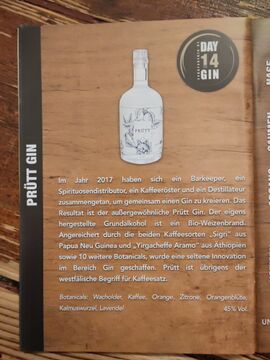 DAY
14
GIN
PRÜTT GIN
PRÜTT
Im Jahr 2017 haben sich ein Barkeeper, ein
Spirituosendistributor, ein Kaffeeröster und ein Destillateur
zusammengetan, um gemeinsam einen Gin zu kreieren. Das
Resultat ist der außergewöhnliche Prütt Gin. Der eigens
hergestellte Grundalkohol ist ein Bio-Weizenbrand.
Angereichert durch die beiden Kaffeesorten „Sigri" aus
Papua Neu Guinea und „Yirgacheffe Aramo" aus Äthiopien
sowie 10 weitere Botanicals, wurde eine seltene Innovation
im Bereich Gin geschaffen. Prütt ist übrigens der
westfälische Begriff für Kaffeesatz.
Botanicals: Wacholder, Kaffee, Orange, Zitrone, Orangenblüte,
Kalmuswurzel, Lavendel
45% Vol.